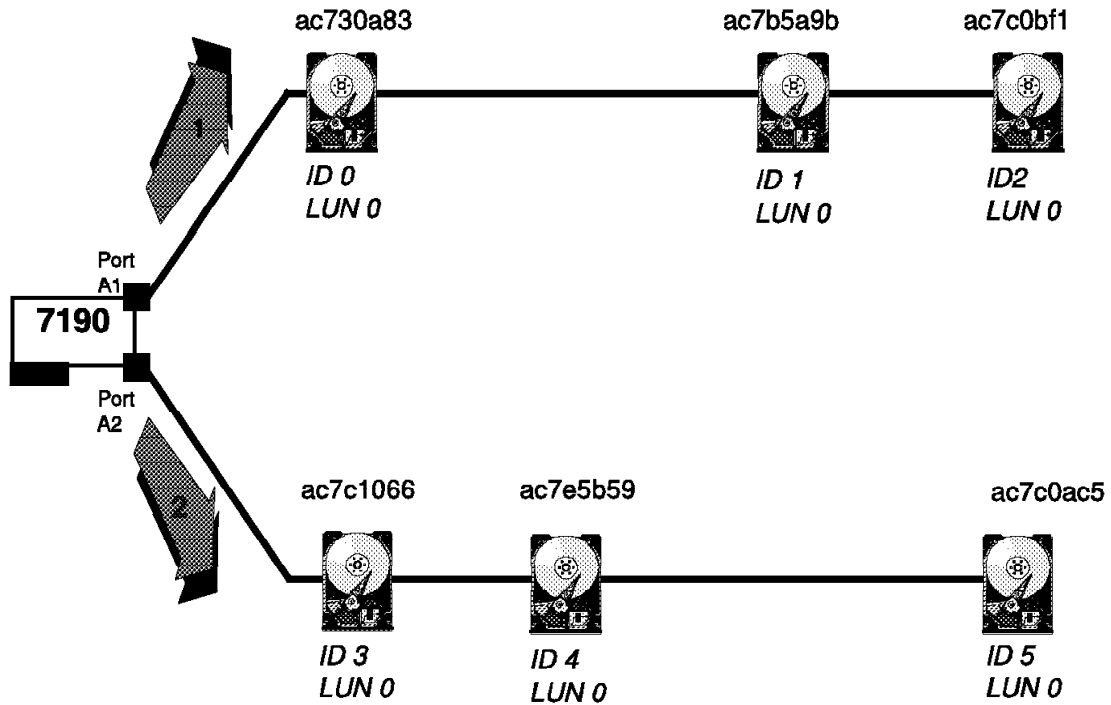 ac730a83
ac7b5a9b
ac7c0bf1
1
ID 0
LUN 0
ID 1
LUN 0
ID2
LUN 0
Port
A1
7190
Port
A2
2
ac7c1066
ac7e5b59
ac7c0ac5
ID 3
LUN 0
ID 4
LUN 0
ID 5
LUN 0